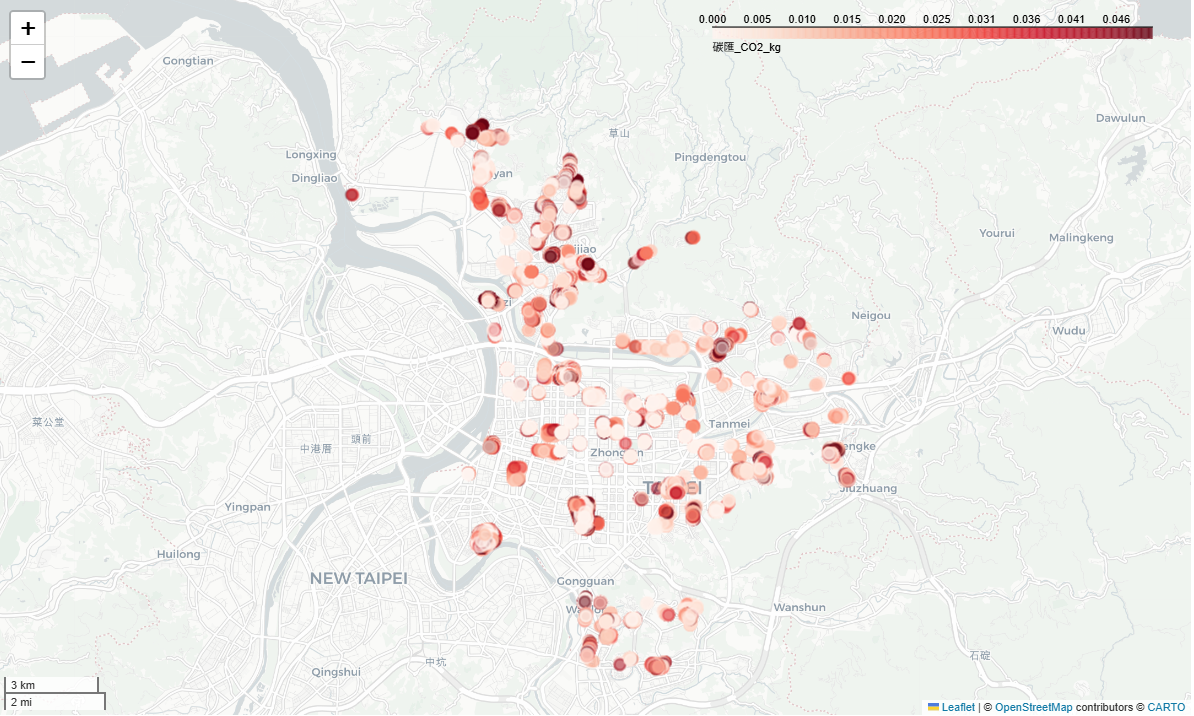 +
−
0.000 0.005 0.010 0.015 0.020 0.025 0.031 0.036 0.041 0.046
碳匯_CO2_kg
Gongtian
Dawulun
草山
Longxing
Pingdengtou
Dingliao
yan
Yourui
Malingkeng
ijiao
zi
Neigou
Wudu
菜公堂
Tanmei
頭前
中港厝
engke
Jiuzhuang
Yingpan
Huilong
NEW TAIPEI
Gongguan
Wanshun
石碇
中坑
Qingshui
3 km
2 mi
Leaflet | © OpenStreetMap contributors © CARTO